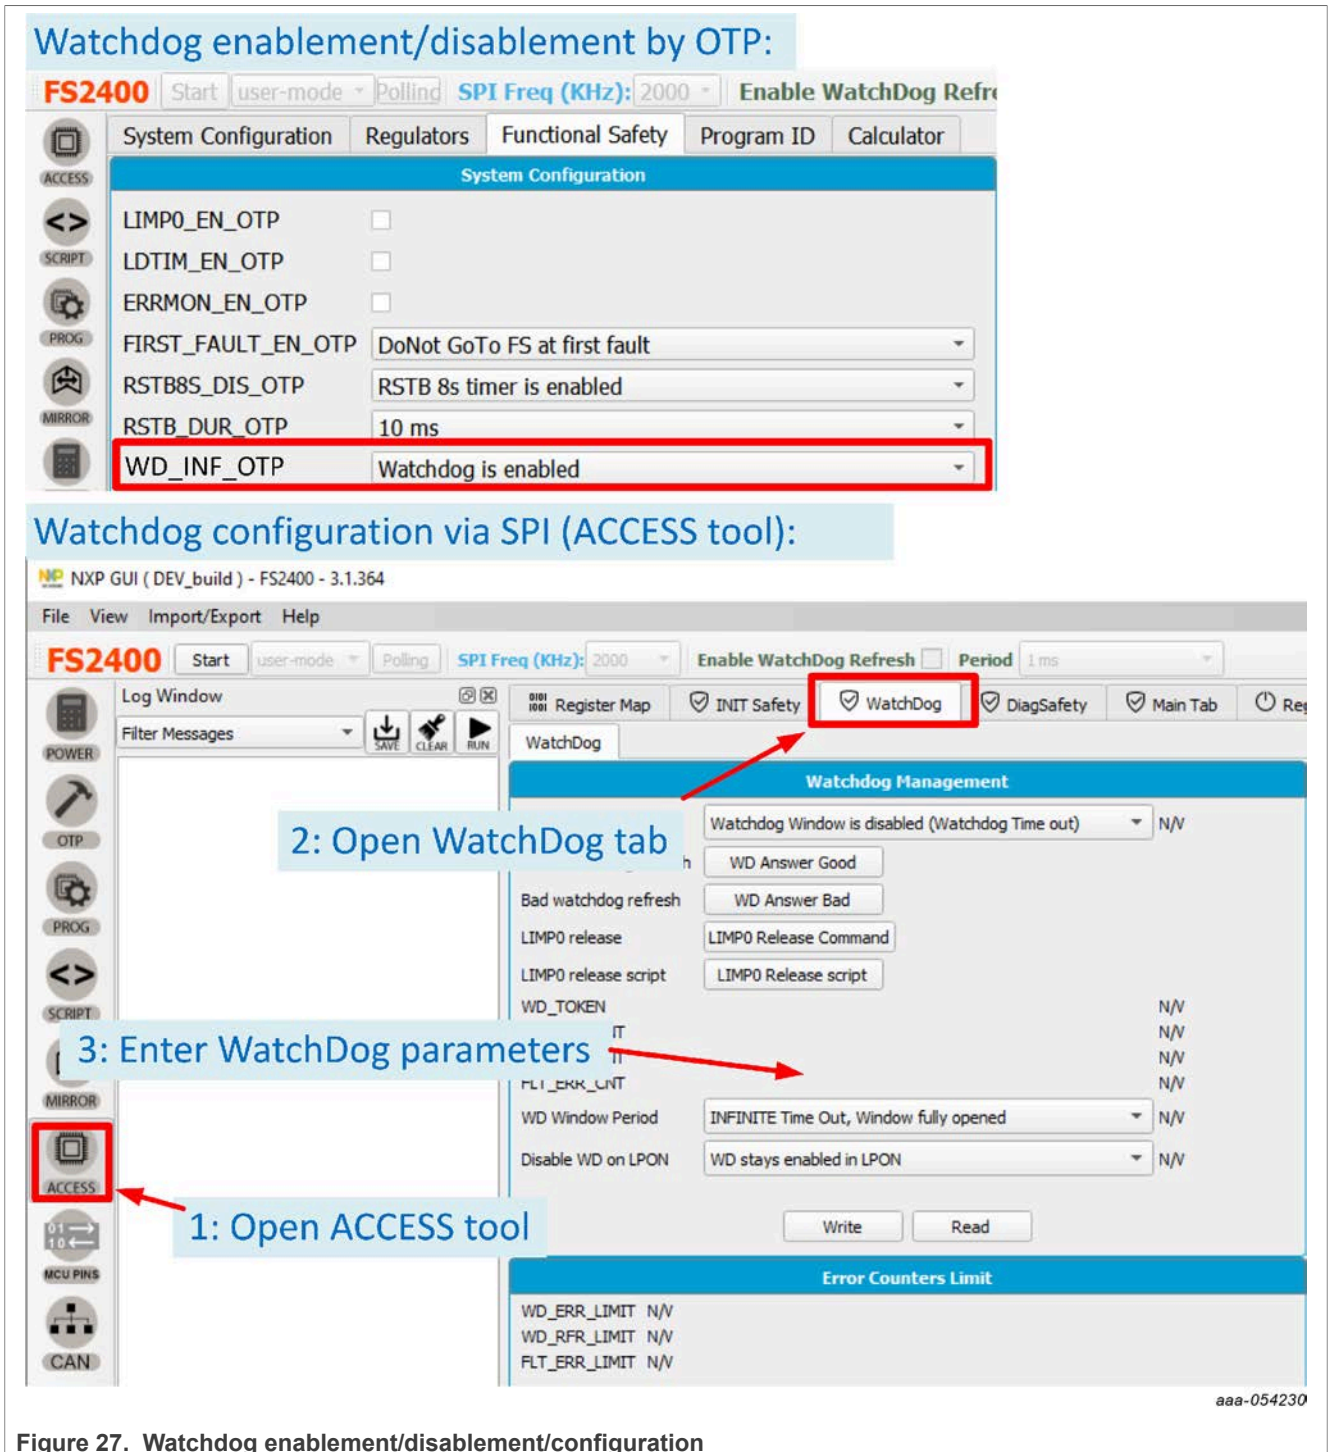 Watchdog enablement/disablement by OTP:
FS2400 Start user-mode Polling SPI Freq (KHz): 2000 Enable WatchDog Refre
System Configuration Regulators Functional Safety Program ID Calculator
ACCESS
System Configuration
LIMP0_EN_OTP
SCRIPT
LDTIM_EN_OTP
ERRMON_EN_OTP
PROG
FIRST_FAULT_EN_OTP DoNot GoTo FS at first fault
RSTB8S_DIS_OTP RSTB 8s timer is enabled
MIRROR
RSTB_DUR_OTP 10 ms
WD_INF_OTP Watchdog is enabled
Watchdog configuration via SPI (ACCESS tool):
NXP GUI ( DEV_build ) - FS2400 - 3.1.364
File View Import/Export Help
FS2400 Start user-mode Polling SPI Freq (KHz): 2000 Enable WatchDog Refresh Period 1 ms
Log Window
0101 1001 Register Map INIT Safety WatchDog DiagSafety Main Tab Reg
Filter Messages SAVE CLEAR RUN
POWER
WatchDog
Watchdog Management
Watchdog Window is disabled (Watchdog Time out) N/V
2: Open WatchDog tab
OTP
h WD Answer Good
Bad watchdog refresh WD Answer Bad
PROG
LIMP0 release LIMP0 Release Command
LIMP0 release script LIMP0 Release script
SCRIPT
WD_TOKEN N/V
N/V
3: Enter WatchDog parameters
N/V
FLT_ERR_CNT N/V
MIRROR
WD Window Period INFINITE Time Out, Window fully opened N/V
Disable WD on LPON WD stays enabled in LPON N/V
ACCESS
1: Open ACCESS tool
Write Read
01 10
MCU PINS
Error Counters Limit
WD_ERR_LIMIT N/V
WD_RFR_LIMIT N/V
CAN
FLT_ERR_LIMIT N/V
aaa-054230
Figure 27. Watchdog enablement/disablement/configuration